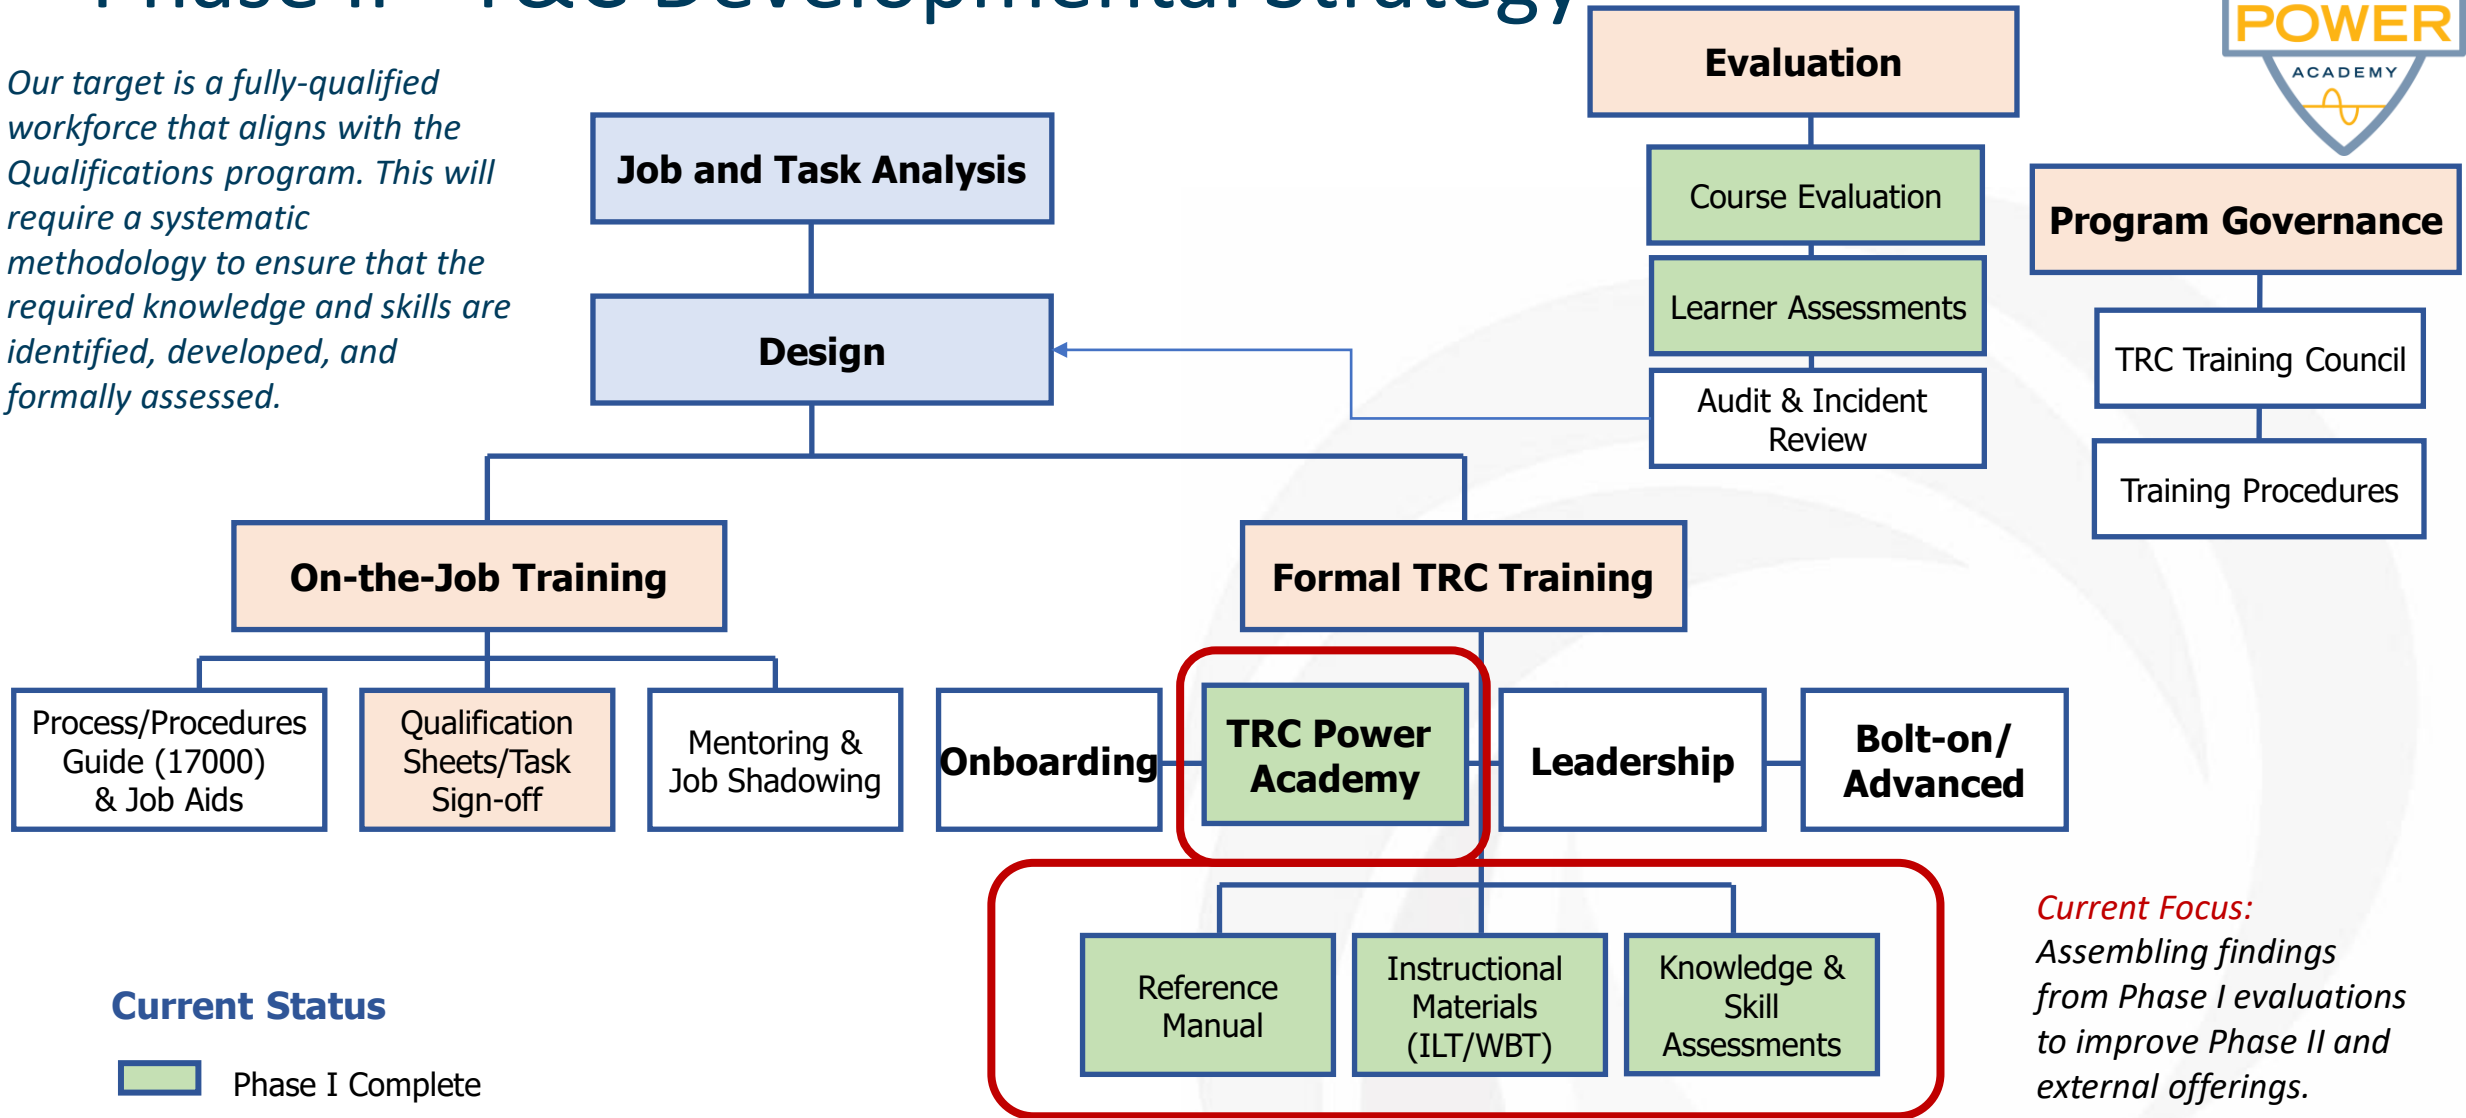 Phase II - T&C Developmental Strategy
POWER
ACADEMY
Our target is a fully-qualified
workforce that aligns with the
Qualifications program. This will
require a systematic
methodology to ensure that the
required knowledge and skills are
identified, developed, and
formally assessed.
Evaluation
Course Evaluation
Learner Assessments
Audit & Incident
Review
Program Governance
TRC Training Council
Training Procedures
Job and Task Analysis
Design
On-the-Job Training
Formal TRC Training
Process/Procedures
Guide (17000)
& Job Aids
Qualification
Sheets/Task
Sign-off
Mentoring &
Job Shadowing
Onboarding
TRC Power
Academy
Leadership
Bolt-on/
Advanced
Reference
Manual
Instructional
Materials
(ILT/WBT)
Knowledge &
Skill
Assessments
Current Focus:
Assembling findings
from Phase I evaluations
to improve Phase II and
external offerings.
Current Status
Phase I Complete